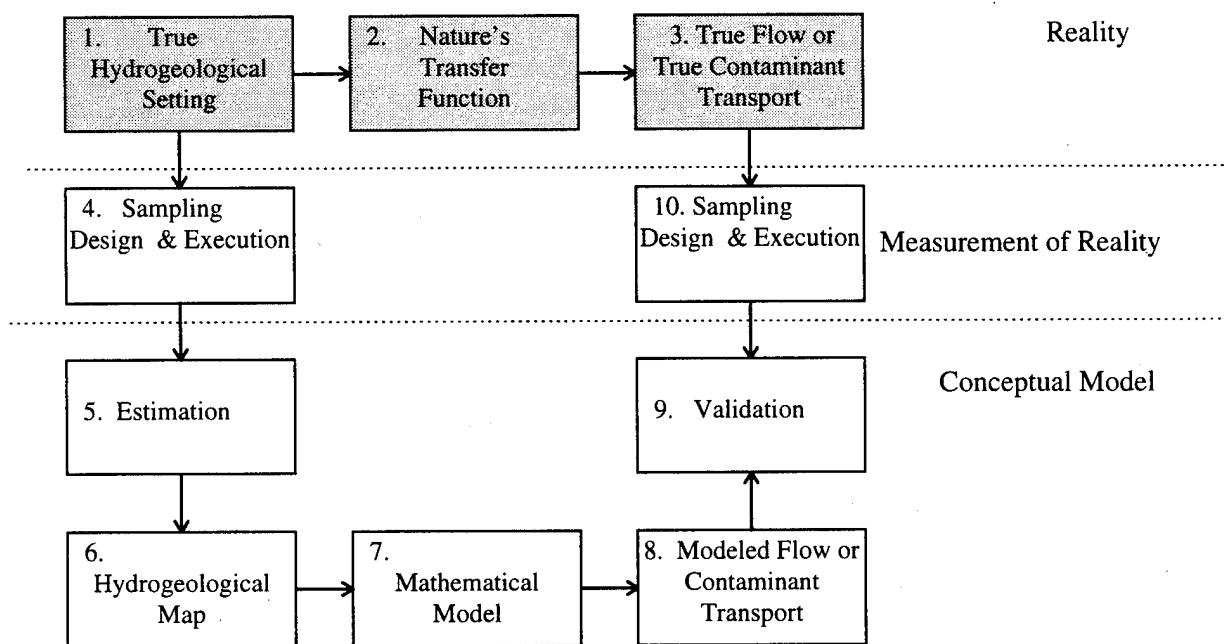 1. True
Hydrogeological
Setting
2. Nature's
Transfer
Function
3. True Flow or
True Contaminant
Transport
Reality
4. Sampling
Design & Execution
10. Sampling
Design & Execution
Measurement of Reality
5. Estimation
9. Validation
Conceptual Model
6.
Hydrogeological
Map
7.
Mathematical
Model
8. Modeled Flow or
Contaminant
Transport